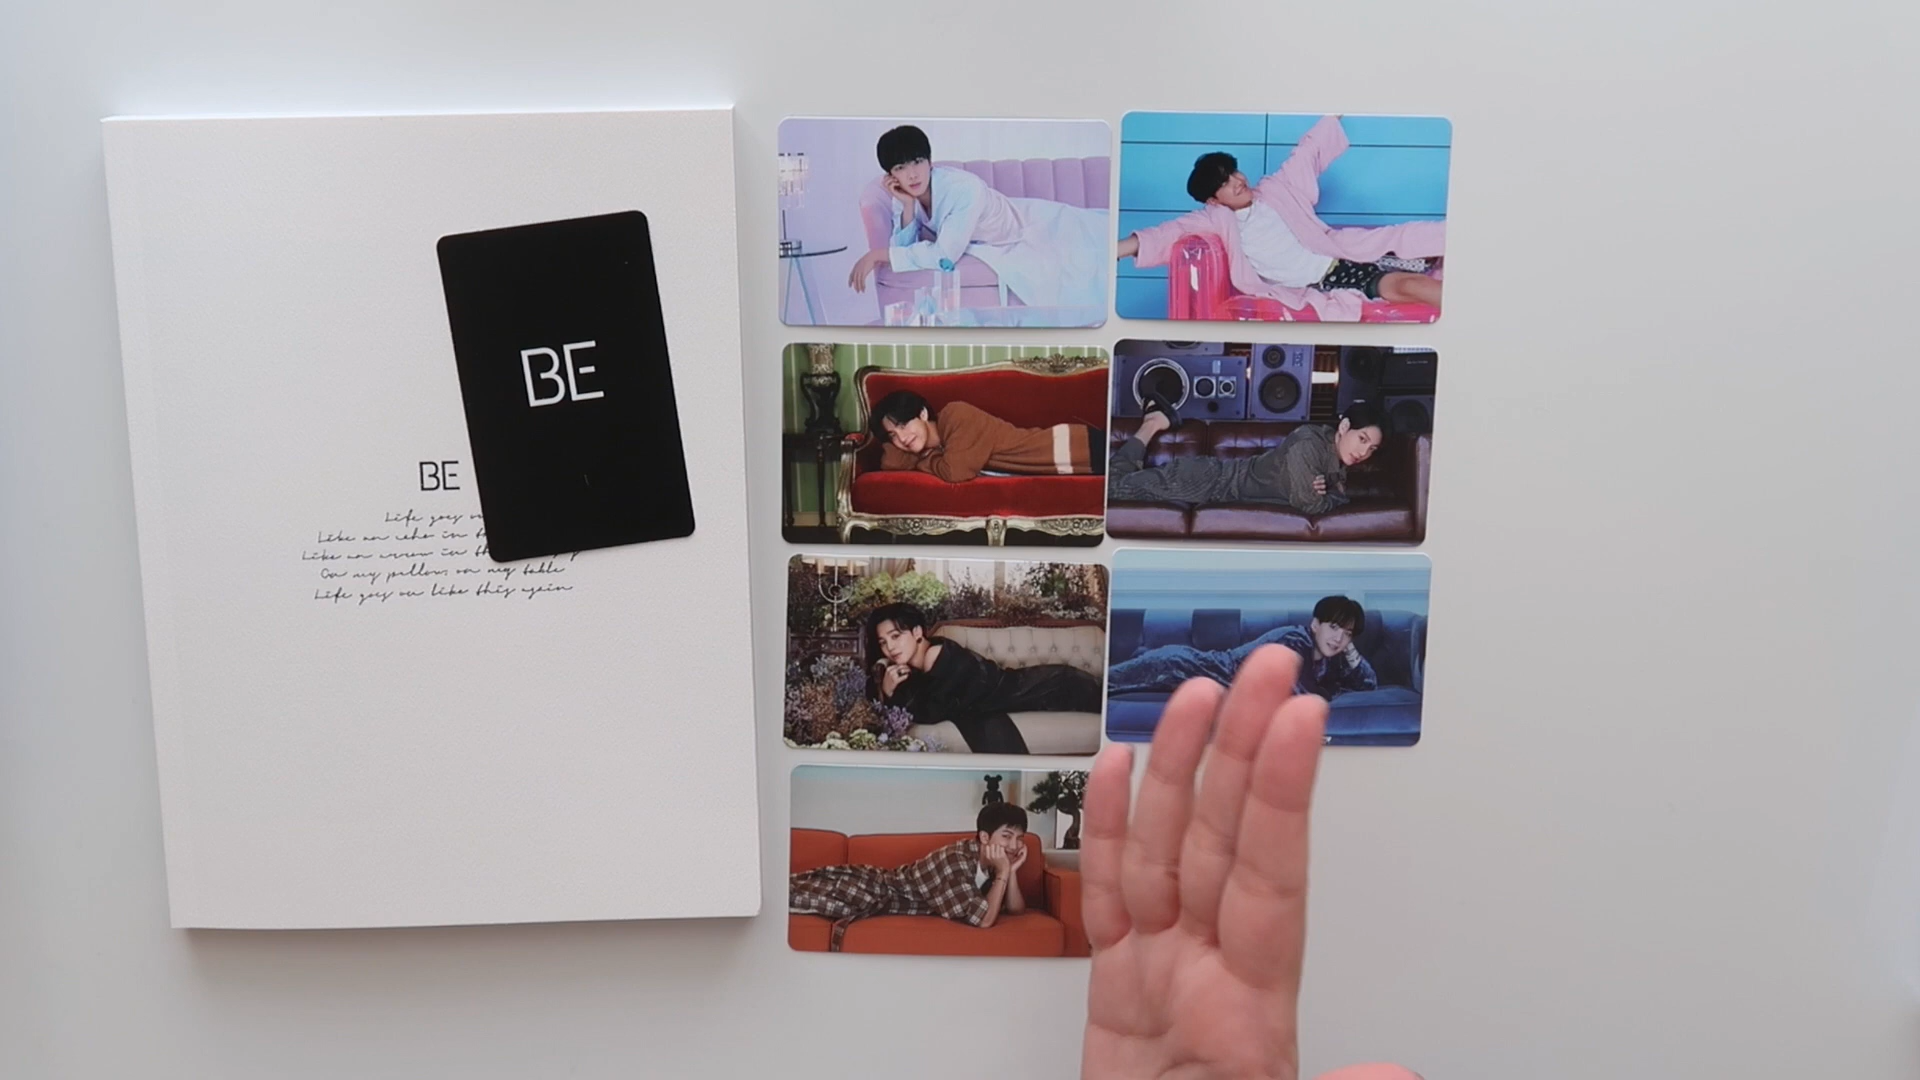 BE
BE
Life goes on
Like an echo in
Like an arrow in the
On my pillow, on my table
Life goes on like this again